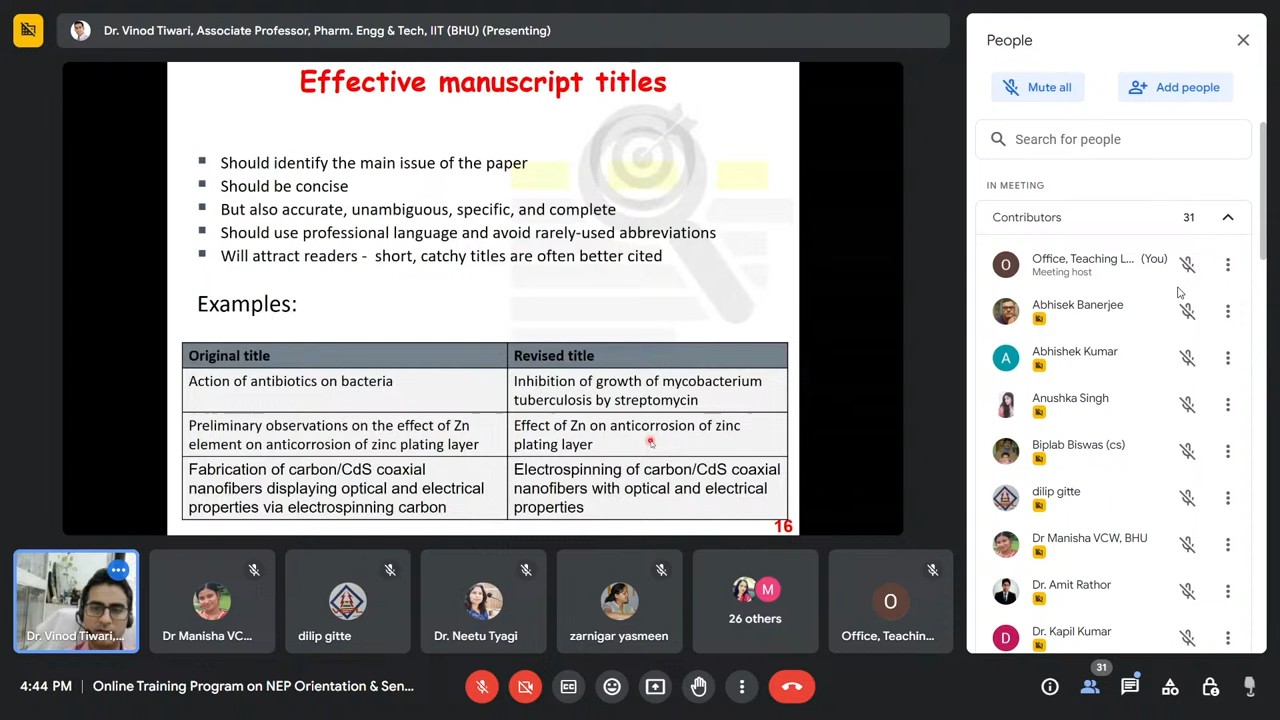 Dr. Vinod Tiwari, Associate Professor, Pharm. Engg & Tech, IIT (BHU) (Presenting)
Effective manuscript titles
Should identify the main issue of the paper
Should be concise
But also accurate, unambiguous, specific, and complete
Should use professional language and avoid rarely-used abbreviations
Will attract readers - short, catchy titles are often better cited
Examples:
Original title
Revised title
Action of antibiotics on bacteria
Inhibition of growth of mycobacterium
tuberculosis by streptomycin
Preliminary observations on the effect of Zn
element on anticorrosion of zinc plating layer
Effect of Zn on anticorrosion of zinc
plating layer
Fabrication of carbon/CdS coaxial
nanofibers displaying optical and electrical
properties via electrospinning carbon
Electrospinning of carbon/CdS coaxial
nanofibers with optical and electrical
properties
16
Dr. Vinod Tiwari,...
Dr Manisha VC...
dilip gitte
Dr. Neetu Tyagi
zarnigar yasmeen
M
26 others
O
Office, Teachin...
4:44 PM
Online Training Program on NEP Orientation & Sen...
People
Mute all
Add people
Search for people
IN MEETING
Contributors
31
O
Office, Teaching L... (You)
Meeting host
Abhisek Banerjee
A
Abhishek Kumar
Anushka Singh
Biplab Biswas (cs)
dilip gitte
Dr Manisha VCW, BHU
Dr. Amit Rathor
D
Dr. Kapil Kumar
31